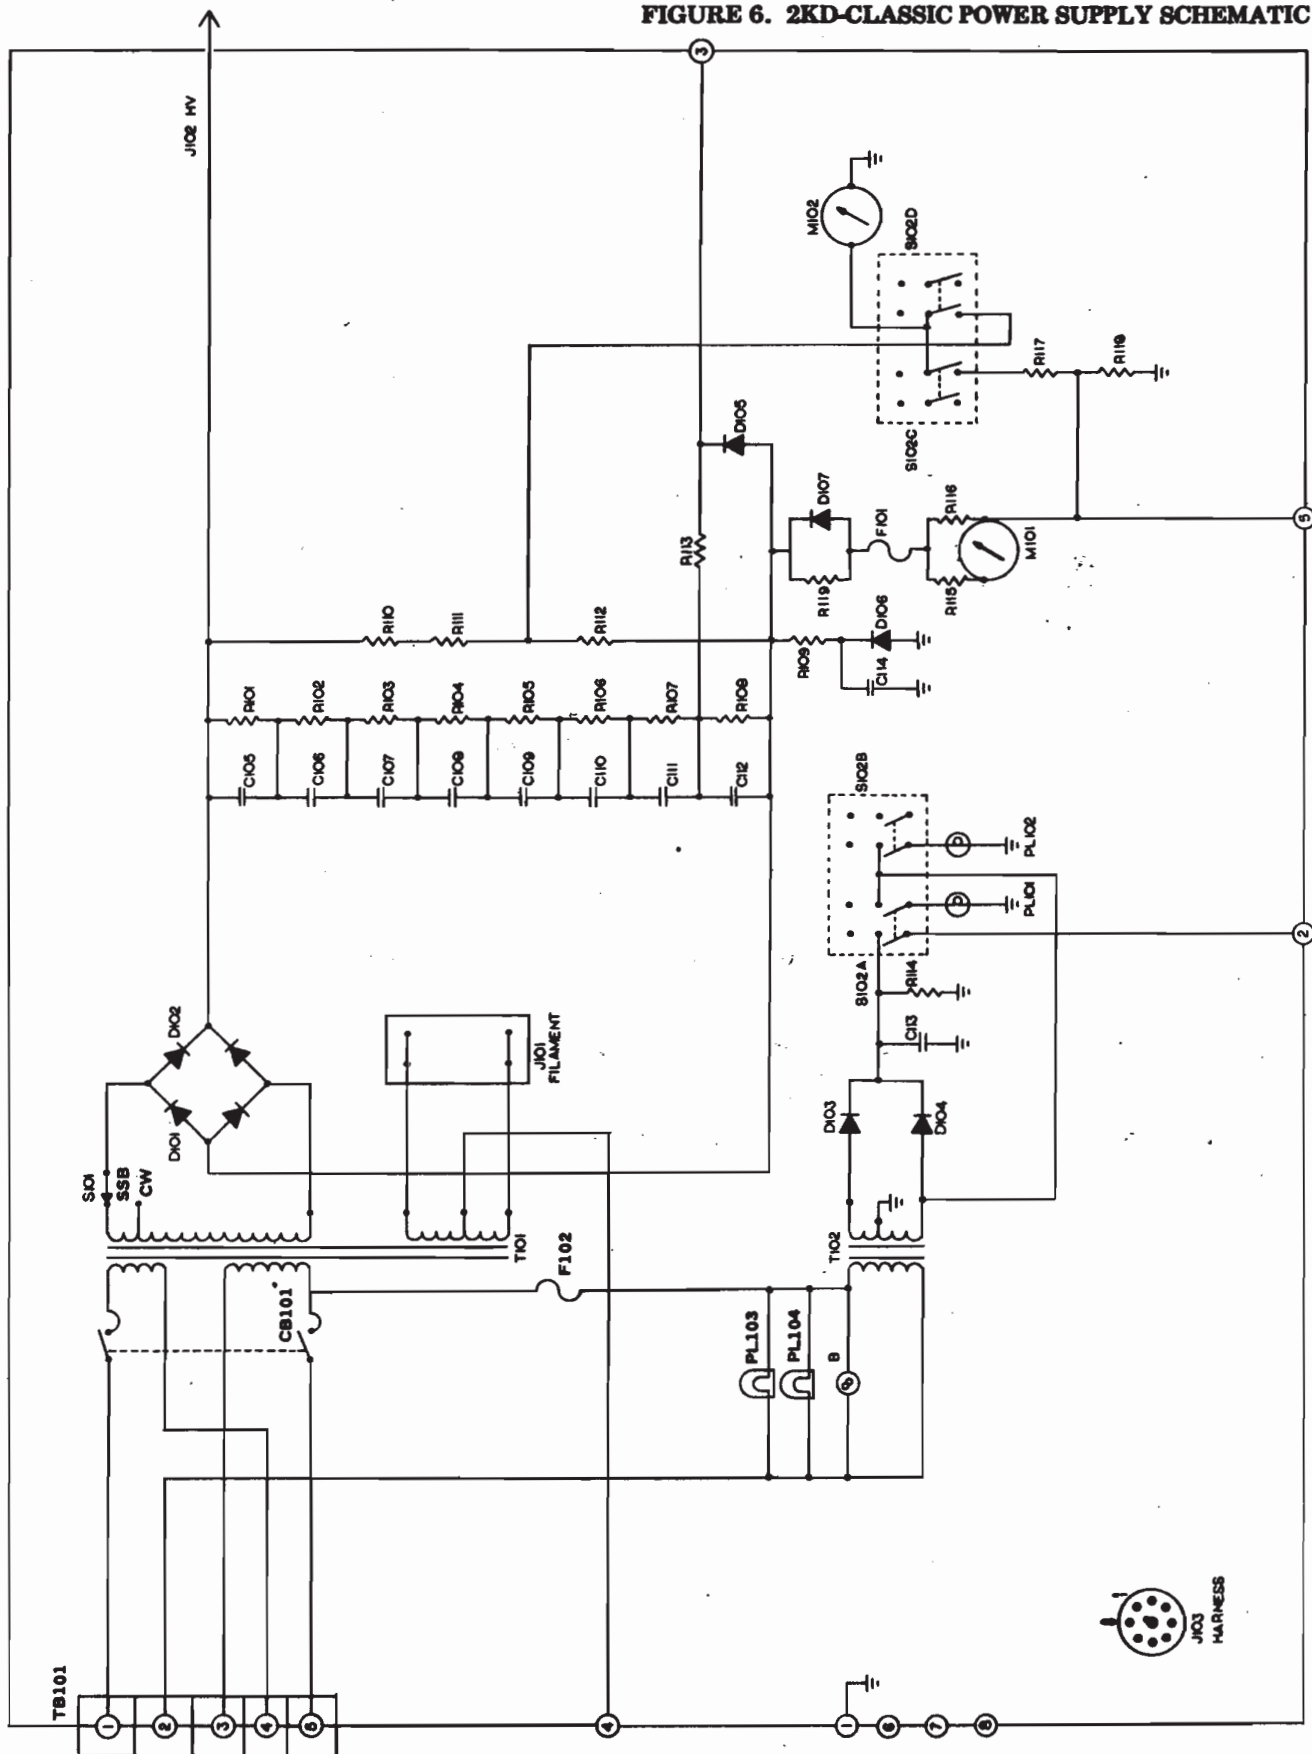 FIGURE 6. 2KD-CLASSIC POWER SUPPLY SCHEMATIC
J102 HV
3
M102
S102D
S102C
R117
R118
D105
R113
D107
F101
R119
R116
R115
M101
5
R110
R111
R112
R109
D106
C114
R101
R102
R103
R104
R105
R106
R107
R108
C105
C106
C107
C108
C109
C110
C111
C112
S102B
S102A
PL102
PL101
2
R114
C113
D102
D101
J101
FILAMENT
D103
D104
S101
SSB
CW
T101
T102
F102
CB101
PL103
PL104
B
TB101
1
2
3
4
5
4
1
6
7
8
J103
HARNESS